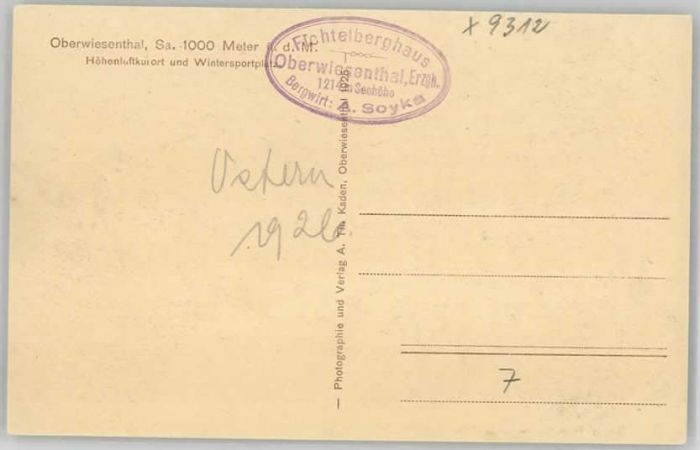 Oberwiesenthal, Sa. 1000 Meter ü. d. M.
Höhenluftkurort und Wintersportplatz
Fichtelberghaus
Oberwiesenthal, Erzgb.
1214 m Seehöhe
Bergwirt: A. Soyka
x 9312
Ostern
1926.
— Photographie und Verlag A. Th. Kaden, Oberwiesenthal 1925
7